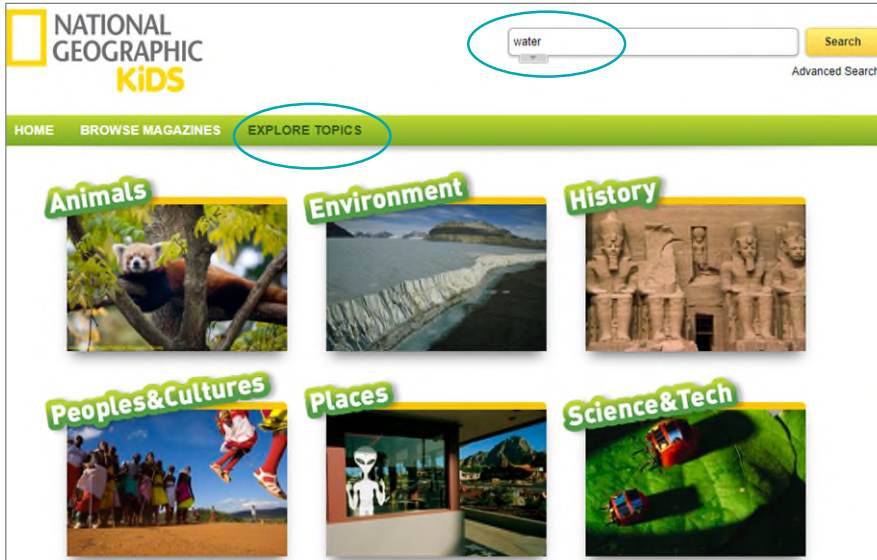 NATIONAL
GEOGRAPHIC
KiDS
water
Search
Advanced Search
HOME BROWSE MAGAZINES EXPLORE TOPICS
Animals Environment History
Peoples&Cultures Places Science&Tech